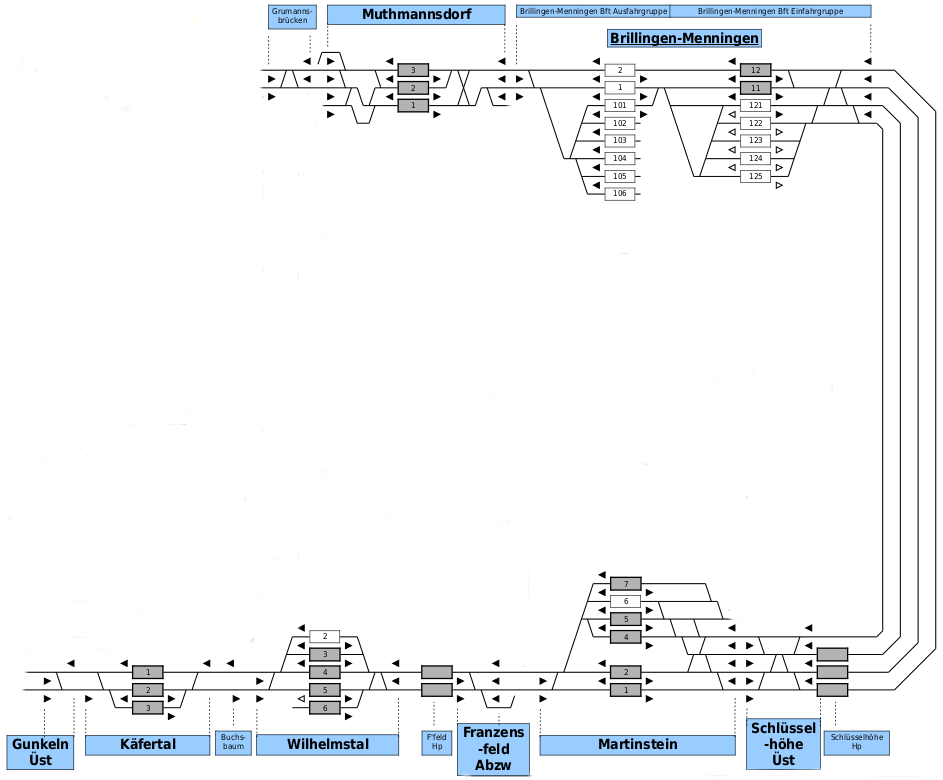 Grumanns-
brücken
Muthmannsdorf
Brillingen-Menningen Bft Ausfahrgruppe
Brillingen-Menningen Bft Einfahrgruppe
Brillingen-Menningen
3
2
12
2
1
11
1
101
121
102
122
103
123
104
124
105
125
106
7
6
5
2
4
3
1
4
2
2
5
1
3
6
Gunkeln
Üst
Käfertal
Buchs-
baum
Wilhelmstal
F'feld
Hp
Franzens
-feld
Abzw
Martinstein
Schlüssel
-höhe
Üst
Schlüsselhöhe
Hp